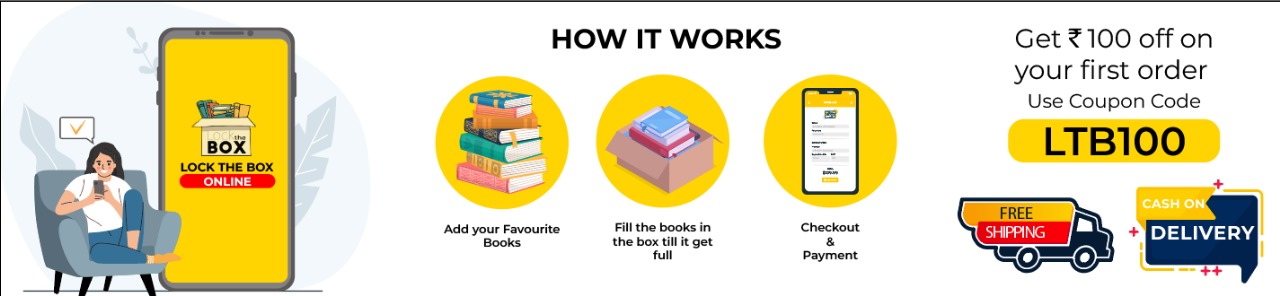 the
BOX
LOCK THE BOX
ONLINE
HOW IT WORKS
Add your Favourite
Books
Fill the books in
the box till it get
full
Checkout
&
Payment
Get ₹ 100 off on
your first order
Use Coupon Code
LTB100
FREE
SHIPPING
CASH ON
DELIVERY